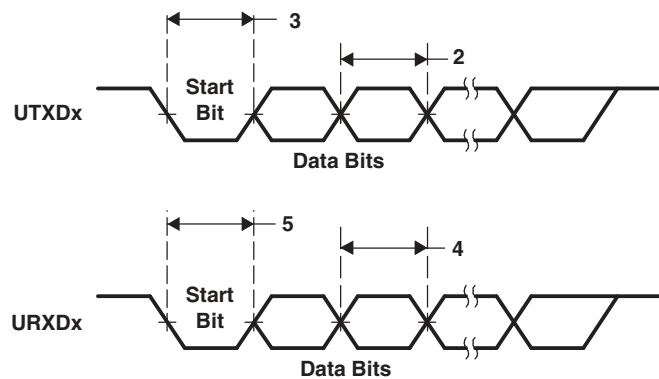 3
2
Start
Bit
UTXDx
Data Bits
5
4
Start
Bit
URXDx
Data Bits